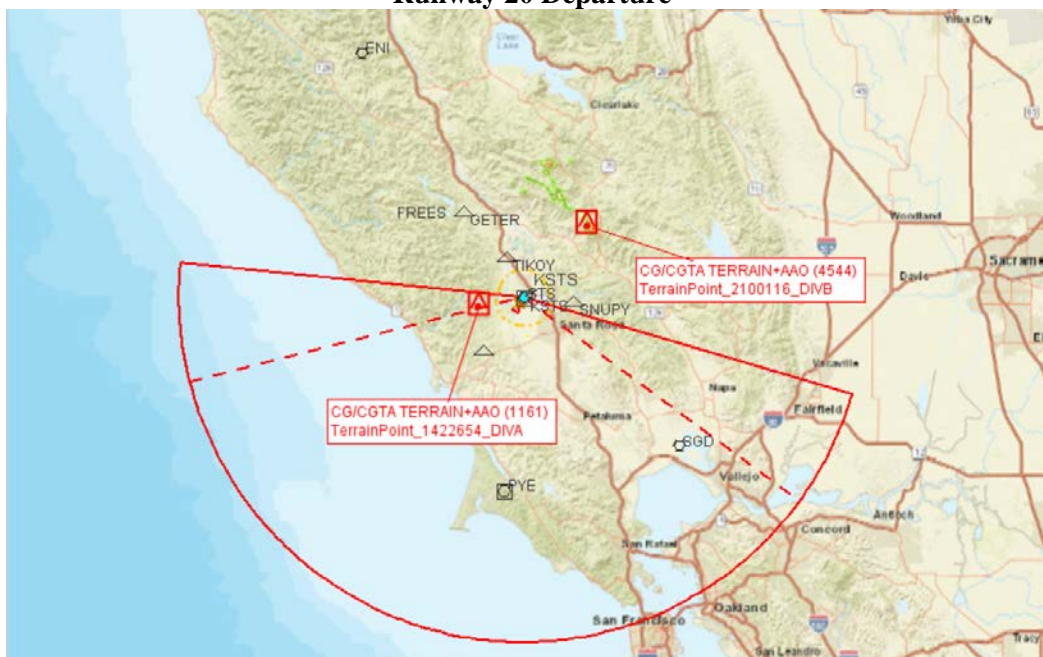 Runway 20 Departure
ENI
Clear
Lake
Yuba City
Clearlake
Woodland
FREES
GETER
TIKOY
KSTS
STS
KSTS
SNUPY
Santa Rosa
CG/CGTA TERRAIN+AAO (4544)
TerrainPoint_2100116_DIVB
Davis
Sacrame
Vacaville
Napa
Fairfield
CG/CGTA TERRAIN+AAO (1161)
TerrainPoint_1422654_DIVA
Petaluma
SGD
Vallejo
PYE
Antioch
Concord
San Rafael
Oakland
San Francisco
San Leandro
Tracy